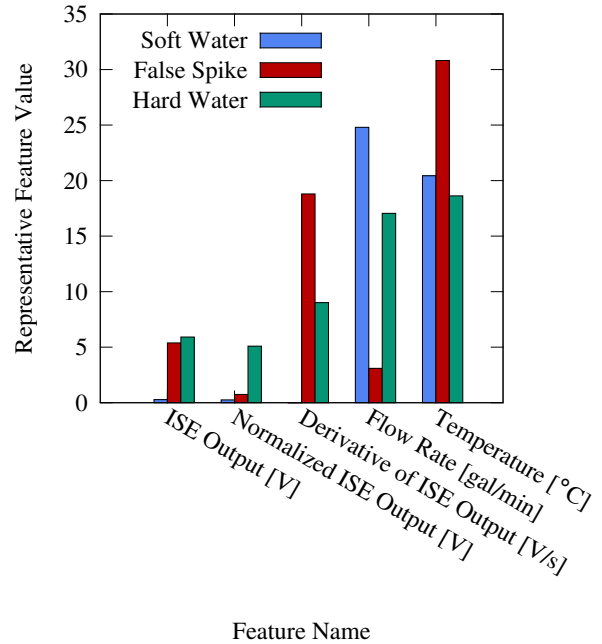 Representative Feature Value
35
30
25
20
15
10
5
0
Soft Water
False Spike
Hard Water
ISE Output [V]
Normalized ISE Output [V]
Derivative of ISE Output [V/s]
Flow Rate [gal/min]
Temperature [°C]
Feature Name